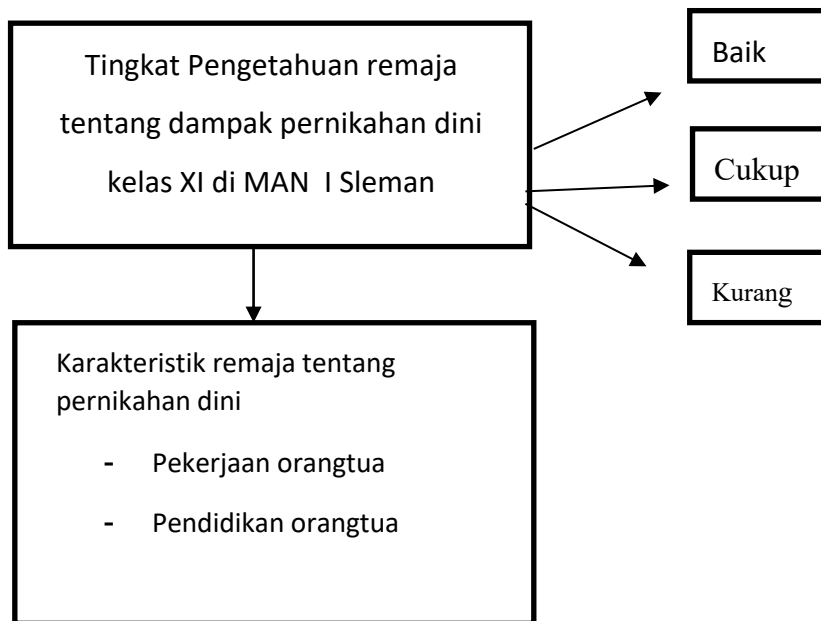 Tingkat Pengetahuan remaja
tentang dampak pernikahan dini
kelas XI di MAN I Sleman
Baik
Cukup
Kurang
Karakteristik remaja tentang
pernikahan dini
- Pekerjaan orangtua
- Pendidikan orangtua